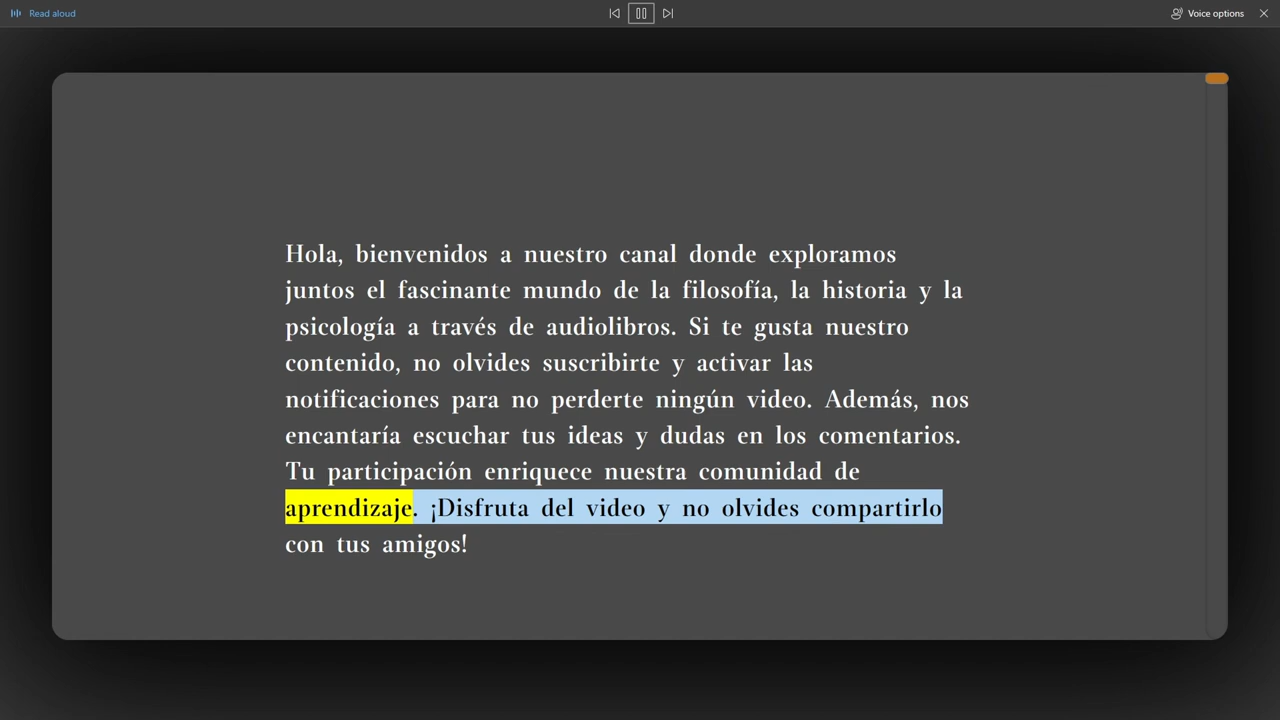 Read aloud
Voice options
Hola, bienvenidos a nuestro canal donde exploramos
juntos el fascinante mundo de la filosofía, la historia y la
psicología a través de audiolibros. Si te gusta nuestro
contenido, no olvides suscribirte y activar las
notificaciones para no perderte ningún video. Además, nos
encantaría escuchar tus ideas y dudas en los comentarios.
Tu participación enriquece nuestra comunidad de
aprendizaje. ¡Disfruta del video y no olvides compartirlo
con tus amigos!